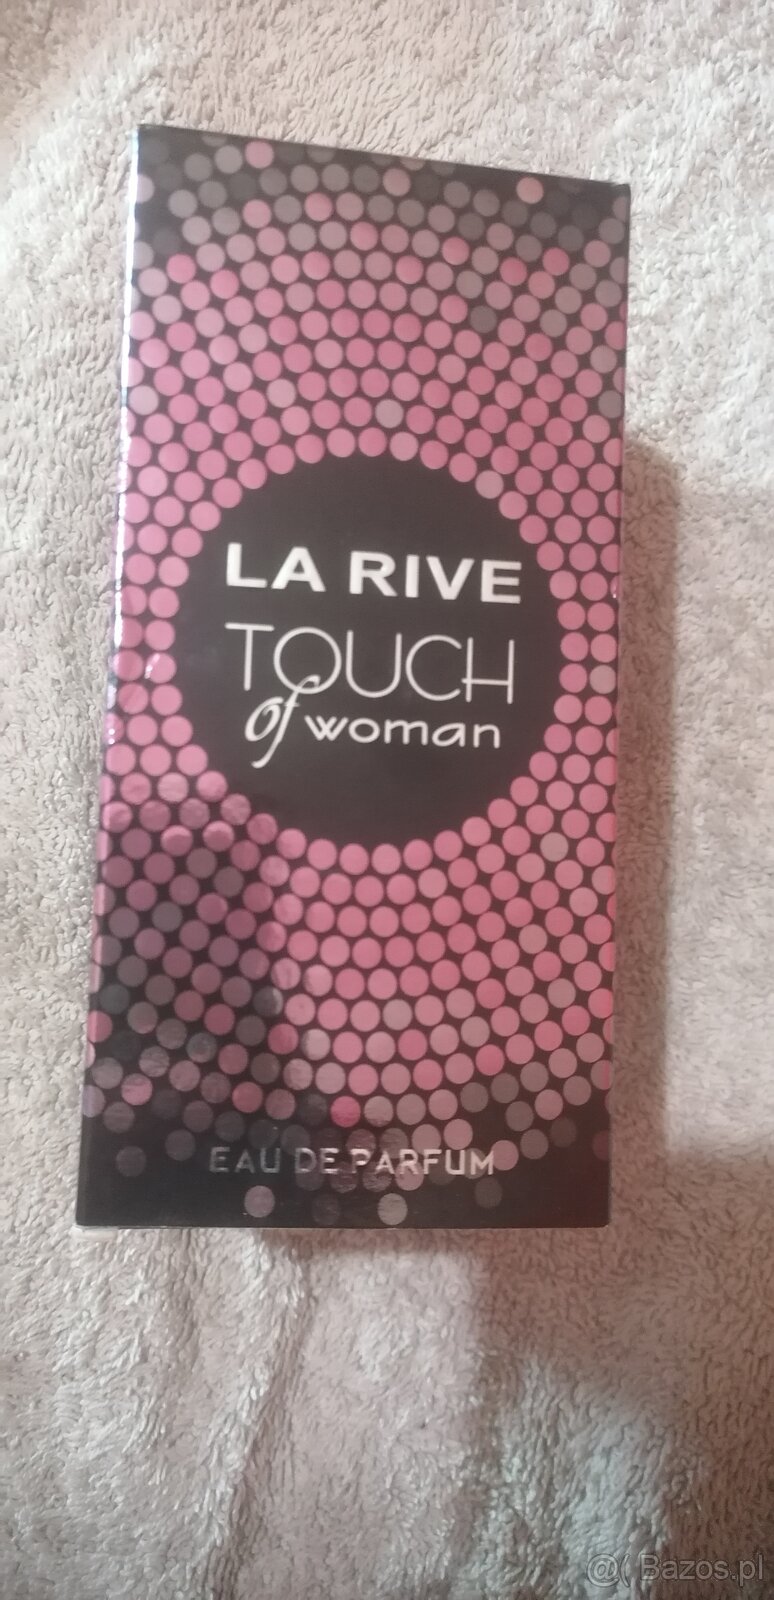 LA RIVE
TOUCH
of woman
EAU DE PARFUM
@( Bazos.pl